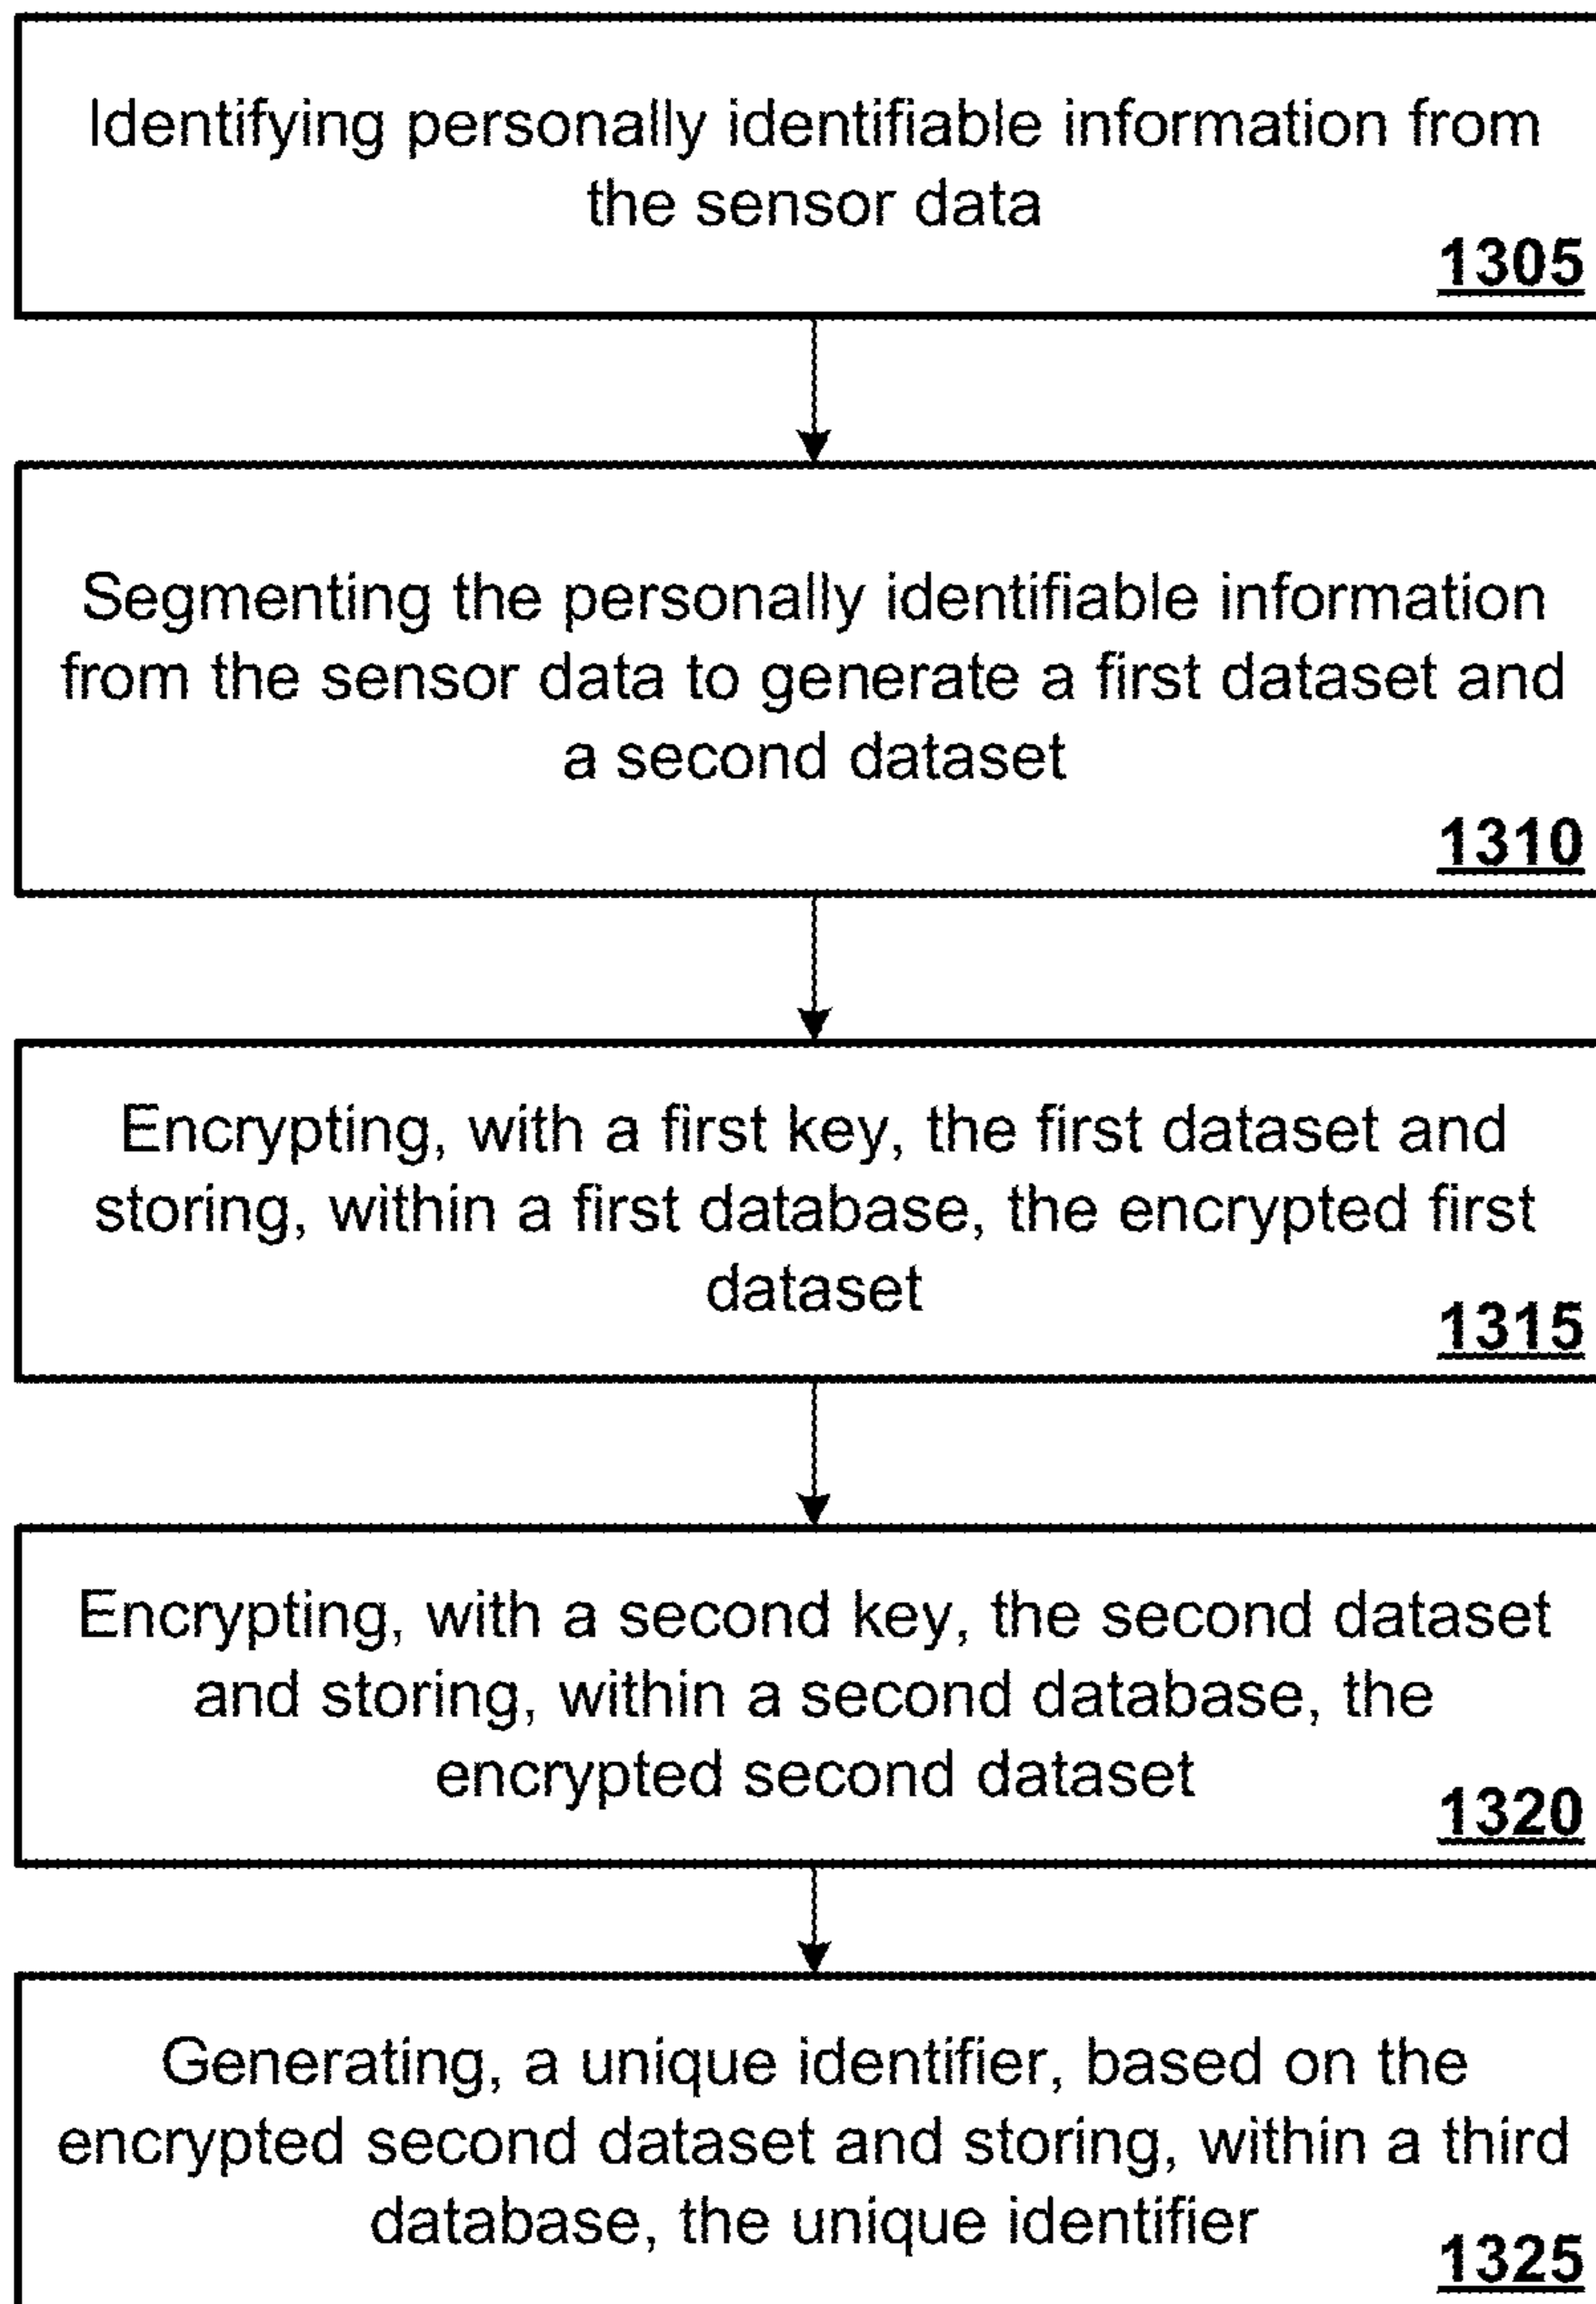 Identifying personally identifiable information from
the sensor data
1305
Segmenting the personally identifiable information
from the sensor data to generate a first dataset and
a second dataset
1310
Encrypting, with a first key, the first dataset and
storing, within a first database, the encrypted first
dataset
1315
Encrypting, with a second key, the second dataset
and storing, within a second database, the
encrypted second dataset
1320
Generating, a unique identifier, based on the
encrypted second dataset and storing, within a third
database, the unique identifier
1325